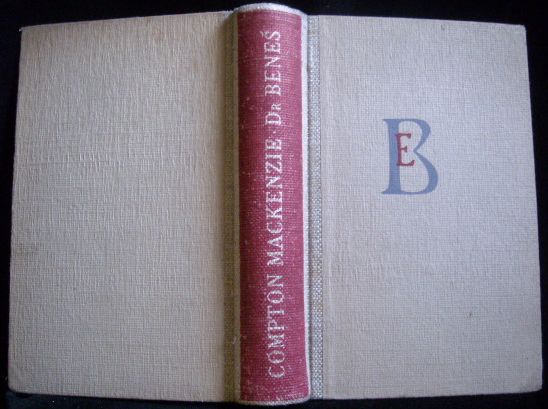 COMPTON MACKENZIE · DR BENEŠ
EB